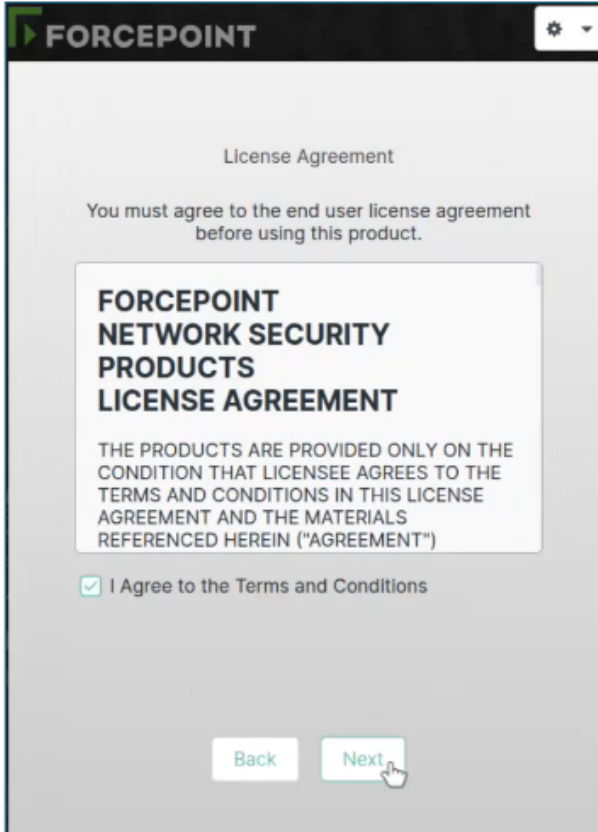 FORCEPOINT
License Agreement
You must agree to the end user license agreement
before using this product.
FORCEPOINT
NETWORK SECURITY
PRODUCTS
LICENSE AGREEMENT
THE PRODUCTS ARE PROVIDED ONLY ON THE
CONDITION THAT LICENSEE AGREES TO THE
TERMS AND CONDITIONS IN THIS LICENSE
AGREEMENT AND THE MATERIALS
REFERENCED HEREIN ("AGREEMENT")
I Agree to the Terms and Conditions
Back Next